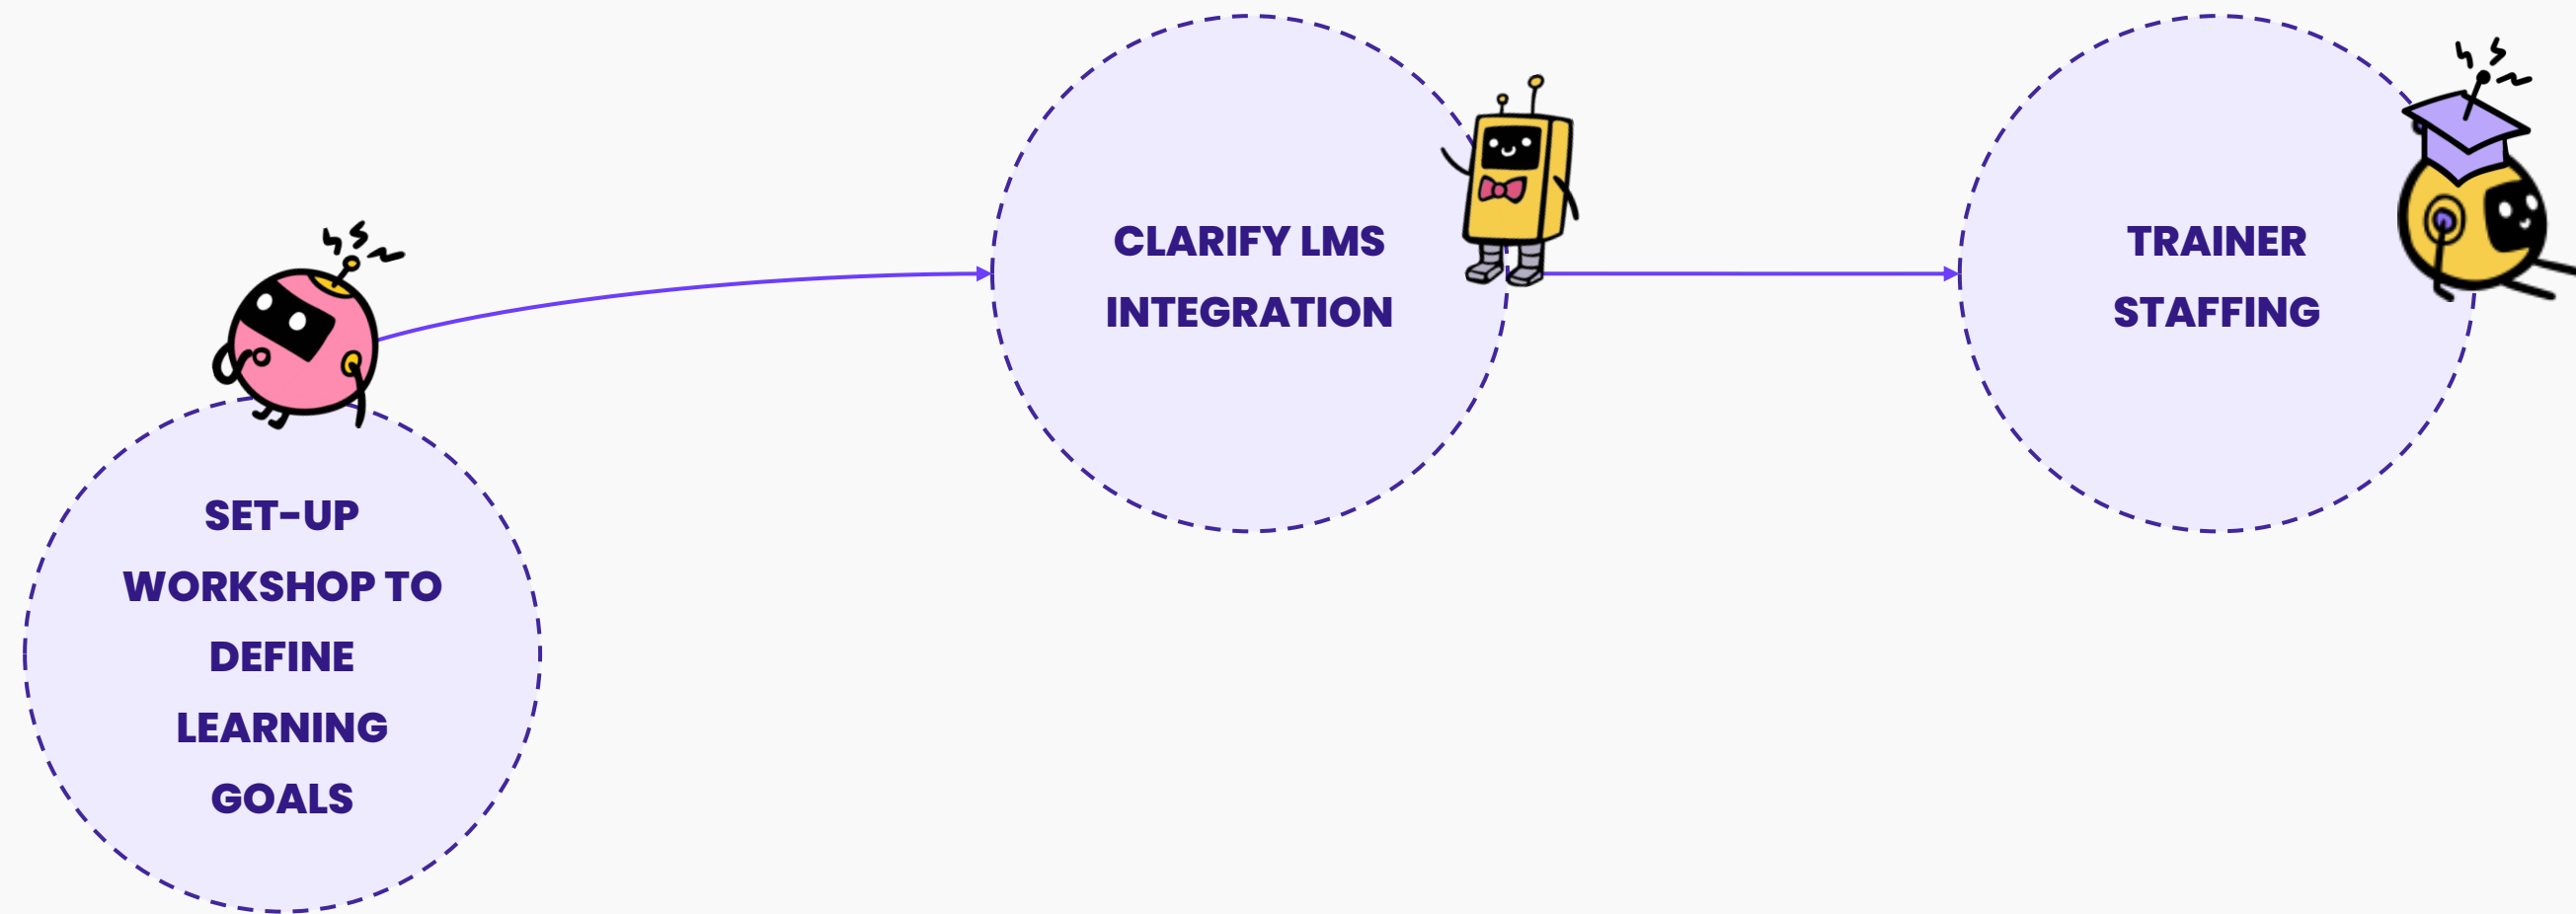 SET-UP
WORKSHOP TO
DEFINE
LEARNING
GOALS
CLARIFY LMS
INTEGRATION
TRAINER
STAFFING